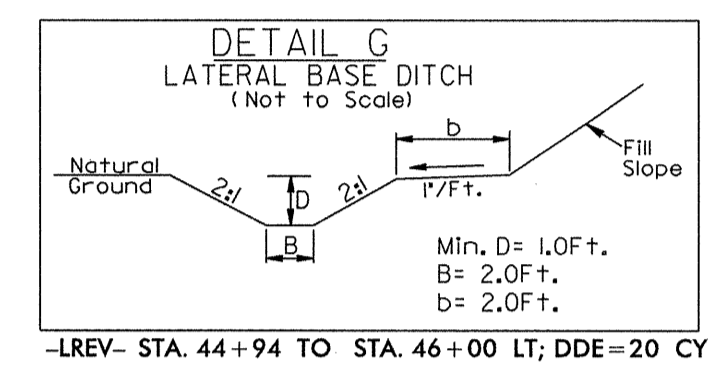 DETAIL G
LATERAL BASE DITCH
(Not to Scale)
b
Natural
Ground
2:1
D
2:1
1"/Ft.
Fill
Slope
B
Min. D= 1.0Ft.
B= 2.0Ft.
b= 2.0Ft.
-LREV- STA. 44+94 TO STA. 46+00 LT; DDE=20 CY